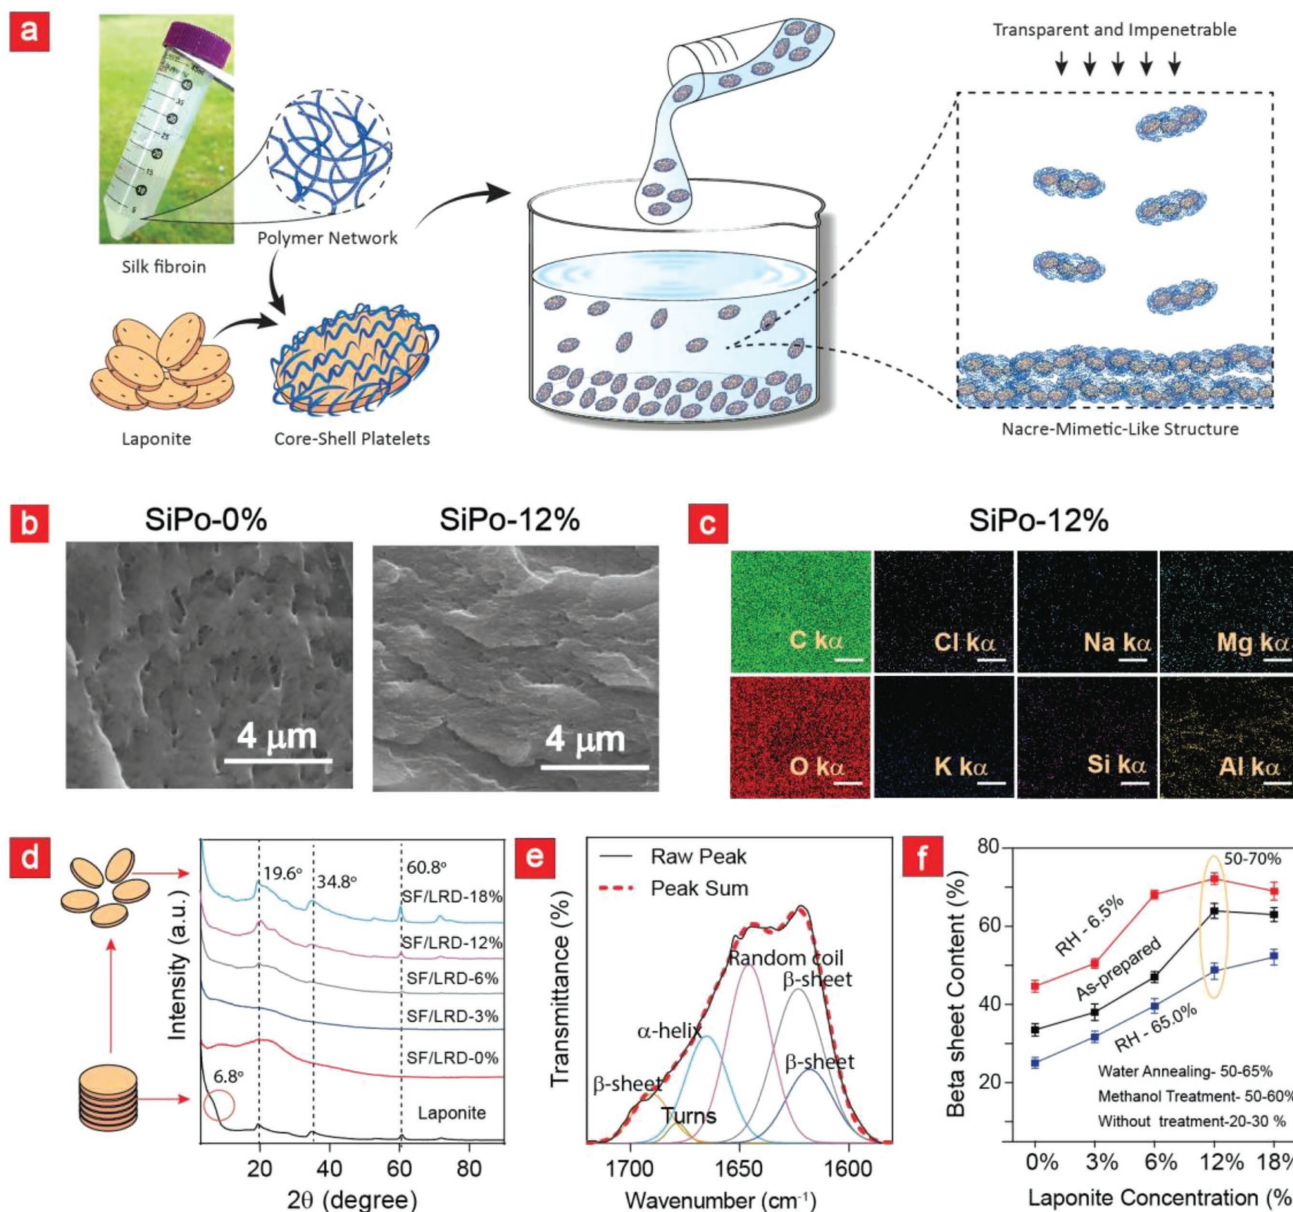 a
Silk fibroin
Polymer Network
Laponite
Core-Shell Platelets
Transparent and Impenetrable
Nacre-Mimetic-Like Structure
b
SiPo-0%
SiPo-12%
4 μm
4 μm
c
SiPo-12%
C kα
Cl kα
Na kα
Mg kα
O kα
K kα
Si kα
Al kα
d
Intensity (a.u.)
19.6°
34.8°
60.8°
SF/LRD-18%
SF/LRD-12%
SF/LRD-6%
SF/LRD-3%
SF/LRD-0%
6.8°
Laponite
20 40 60 80
2θ (degree)
e
Transmittance (%)
Raw Peak
Peak Sum
Random coil
β-sheet
α-helix
β-sheet
β-sheet
Turns
1700 1650 1600
Wavenumber (cm⁻¹)
f
Beta sheet Content (%)
80
60
40
20
50-70%
RH - 6.5%
As-prepared
RH - 65.0%
Water Annealing- 50-65%
Methanol Treatment- 50-60%
Without treatment-20-30 %
0% 3% 6% 12% 18%
Laponite Concentration (%